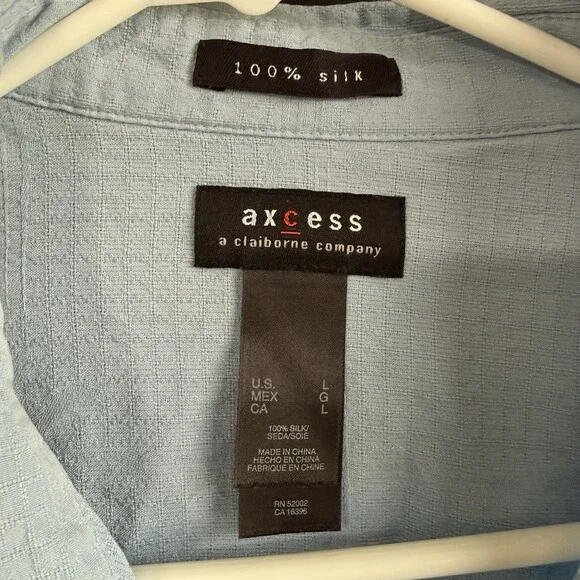 100% silk
axcess
a claiborne company
U.S. L
MEX G
CA L
100% SILK/
SEDA/SOIE
MADE IN CHINA
HECHO EN CHINA
FABRIQUE EN CHINE
RN 52002
CA 16396